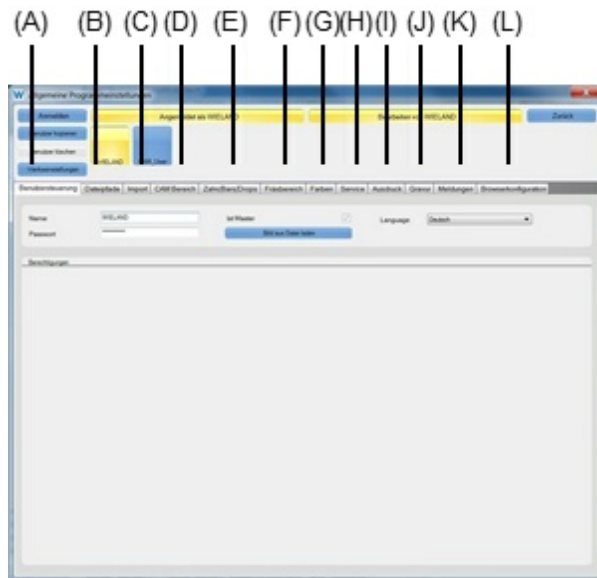 (A) (B) (C) (D) (E) (F) (G)(H)(I) (J) (K) (L)
W Allgemeine Programmeinstellungen
Anmelden Angemeldet als WIELAND Bearbeiten von WIELAND Zurück
Benutzer kopieren
Benutzer löschen
Werkseinstellungen WIELAND CAM_User
Benutzersteuerung Dateipfade Import CAM Bereich Zahn/Bars/Drops Fräsbereich Farben Service Ausdruck Gravur Meldungen Browserkonfiguration
Name WIELAND Ist Master Language Deutsch
Passwort Bild aus Datei laden
Berechtigungen